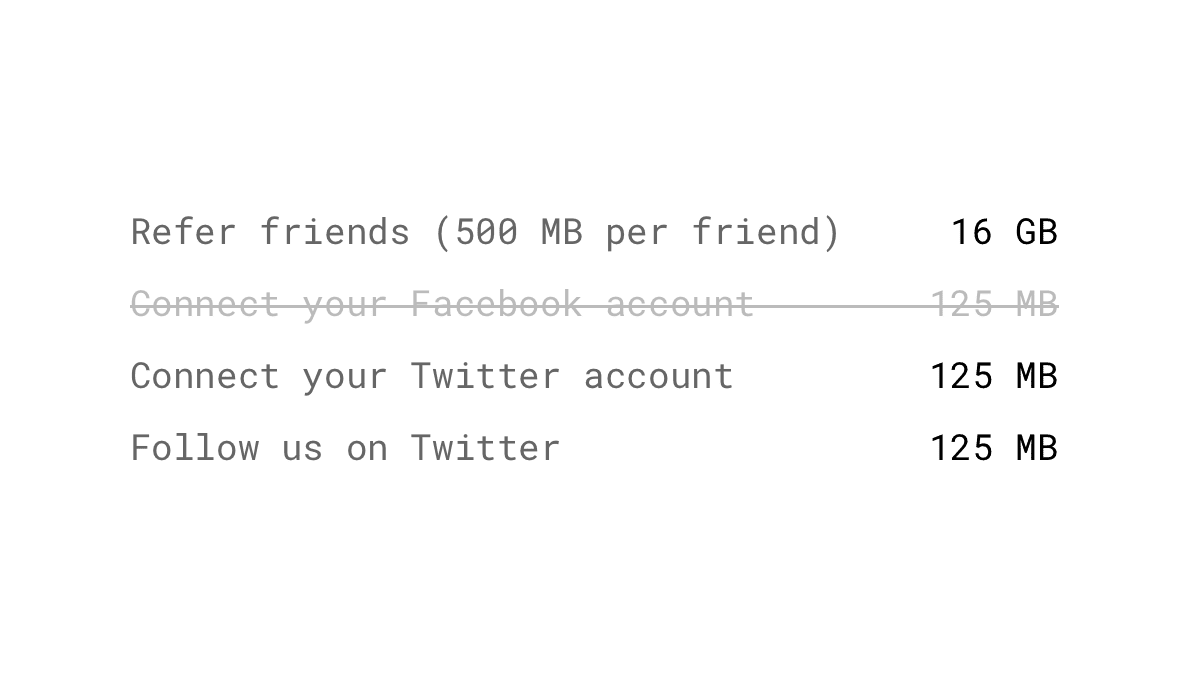 Refer friends (500 MB per friend) 16 GB
Connect your Facebook account 125 MB
Connect your Twitter account 125 MB
Follow us on Twitter 125 MB